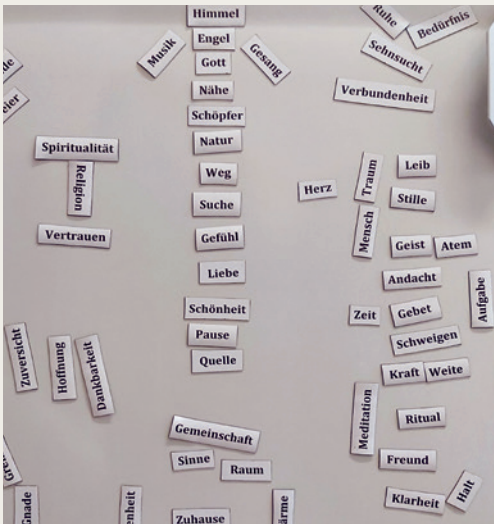 Himmel
Ruhe
Bedürfnis
Musik
Engel
Gesang
Sehnsucht
Gott
Nähe
Verbundenheit
Schöpfer
Natur
Spiritualität
Religion
Weg
Herz
Traum
Leib
Suche
Stille
Vertrauen
Gefühl
Mensch
Geist
Atem
Liebe
Andacht
Aufgabe
Schönheit
Zeit
Gebet
Pause
Schweigen
Zuversicht
Hoffnung
Dankbarkeit
Quelle
Kraft
Weite
Meditation
Ritual
Gemeinschaft
Sinne
Raum
Freund
Klarheit
Halt
Zuhause